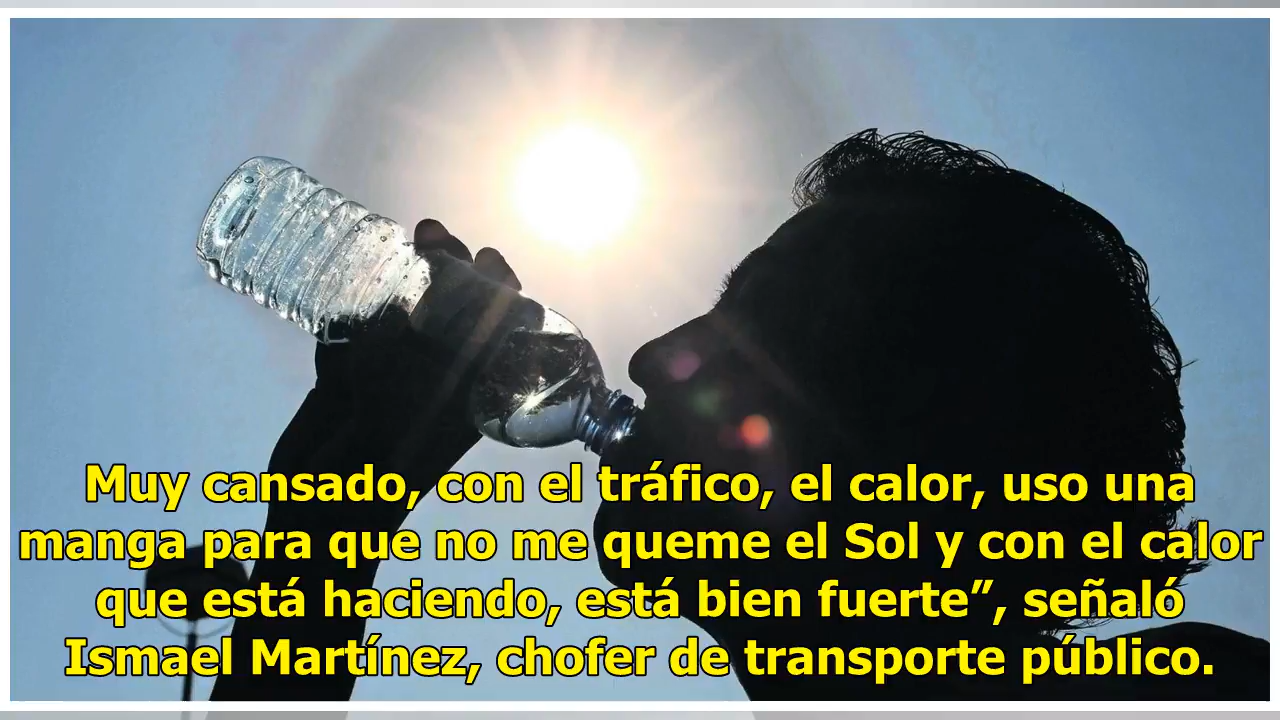 Muy cansado, con el tráfico, el calor, uso una
manga para que no me queme el Sol y con el calor
que está haciendo, está bien fuerte”, señaló
Ismael Martínez, chofer de transporte público.